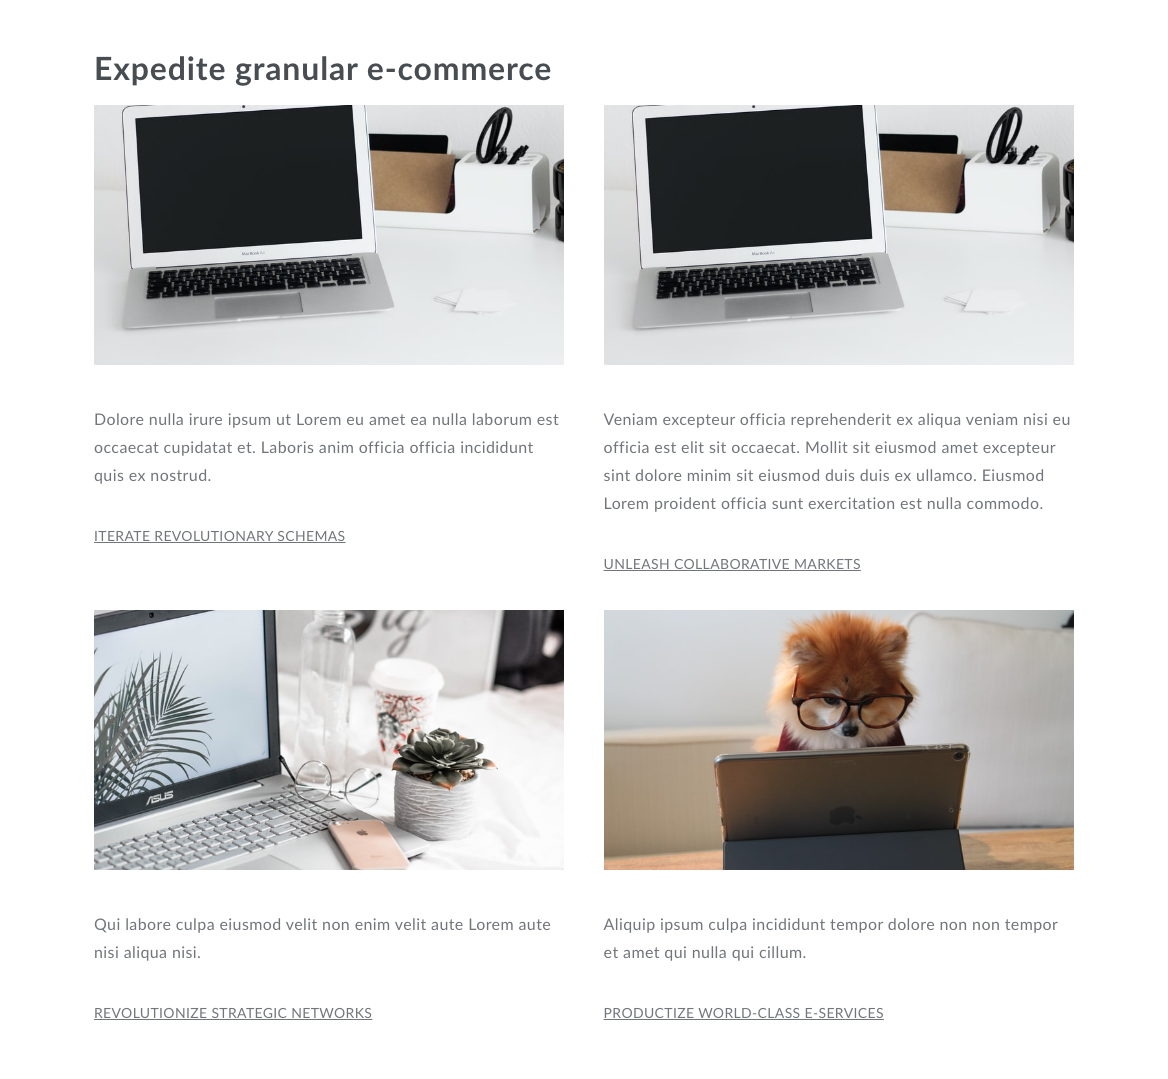 Expedite granular e-commerce
MacBook Air
MacBook Air
Dolore nulla irure ipsum ut Lorem eu amet ea nulla laborum est
occaecat cupidatat et. Laboris anim officia officia incididunt
quis ex nostrud.
ITERATE REVOLUTIONARY SCHEMAS
Veniam excepteur officia reprehenderit ex aliqua veniam nisi eu
officia est elit sit occaecat. Mollit sit eiusmod amet excepteur
sint dolore minim sit eiusmod duis duis ex ullamco. Eiusmod
Lorem proident officia sunt exercitation est nulla commodo.
UNLEASH COLLABORATIVE MARKETS
ASUS
Qui labore culpa eiusmod velit non enim velit aute Lorem aute
nisi aliqua nisi.
REVOLUTIONIZE STRATEGIC NETWORKS
Aliquip ipsum culpa incididunt tempor dolore non non tempor
et amet qui nulla qui cillum.
PRODUCTIZE WORLD-CLASS E-SERVICES